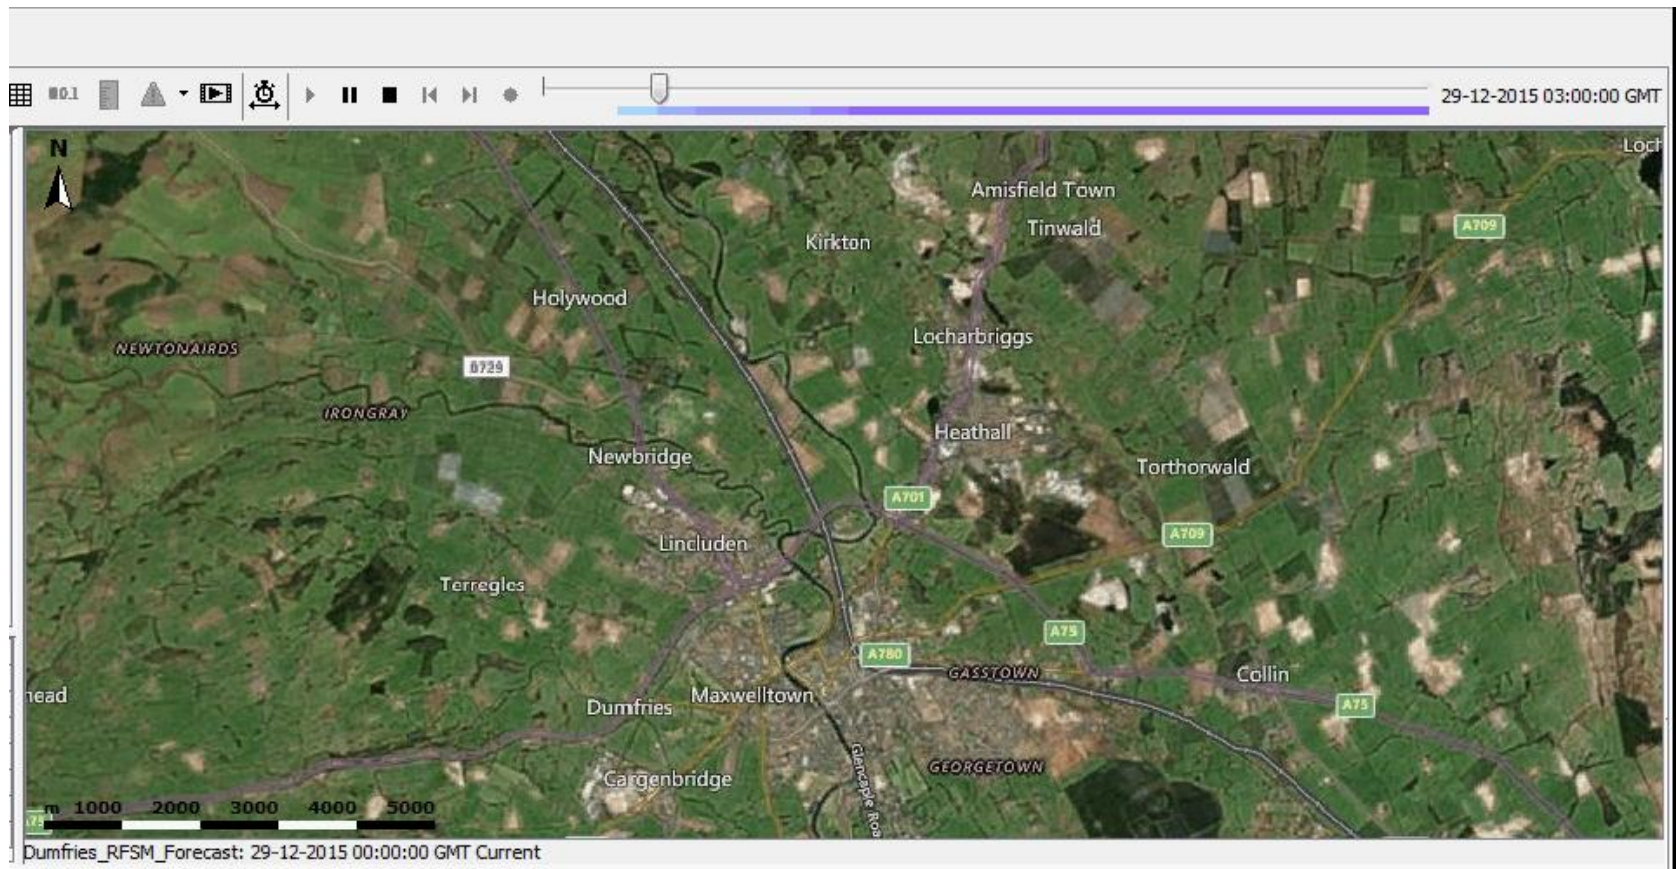 0.1
29-12-2015 03:00:00 GMT
N
Loch
Amisfield Town
A709
Tinwald
Kirkton
Holywood
Locharbriggs
NEWTONAIRDS
B729
IRONGRAY
Heathall
Newbridge
Torthorwald
A701
A709
Lincluden
Terregles
A75
A780
GASSTOWN
Collin
head
Maxwelltown
Dumfries
A75
GEORGETOWN
Cargenbridge
Glencaple Roa
m 1000 2000 3000 4000 5000
A75
Dumfries_RFSM_Forecast: 29-12-2015 00:00:00 GMT Current